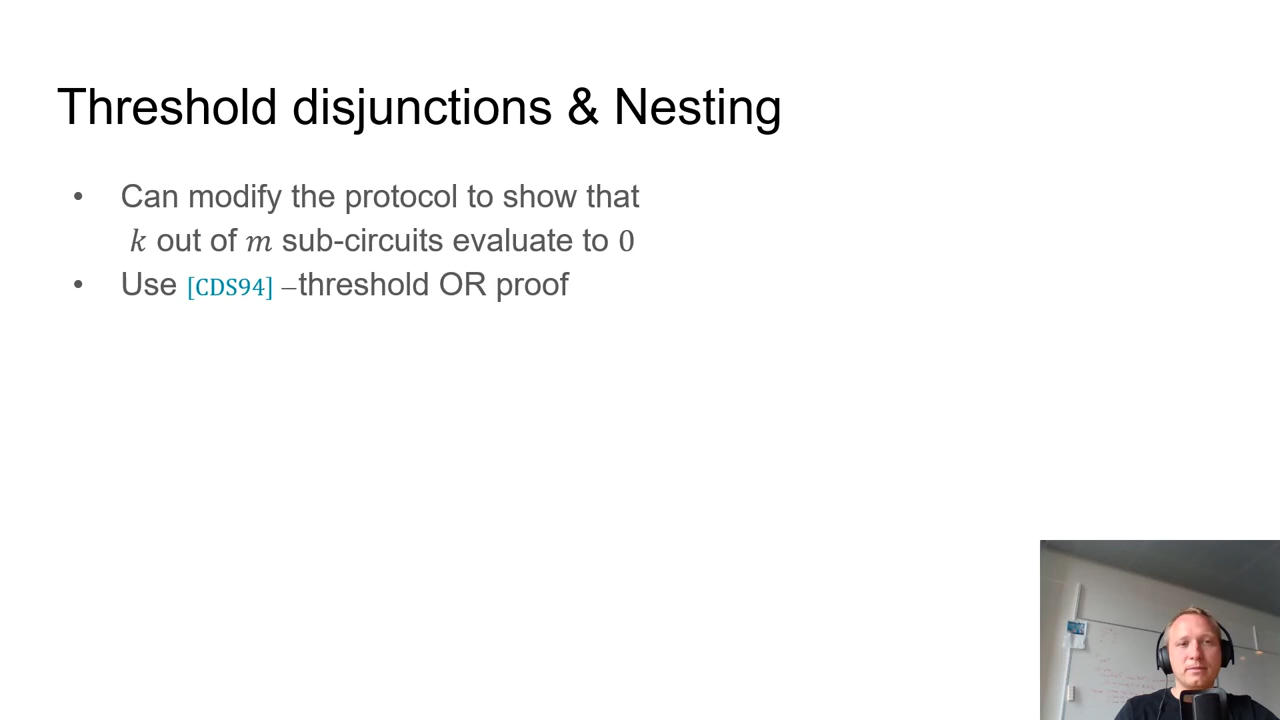 Threshold disjunctions & Nesting
• Can modify the protocol to show that
k out of m sub-circuits evaluate to 0
• Use [CDS94] –threshold OR proof